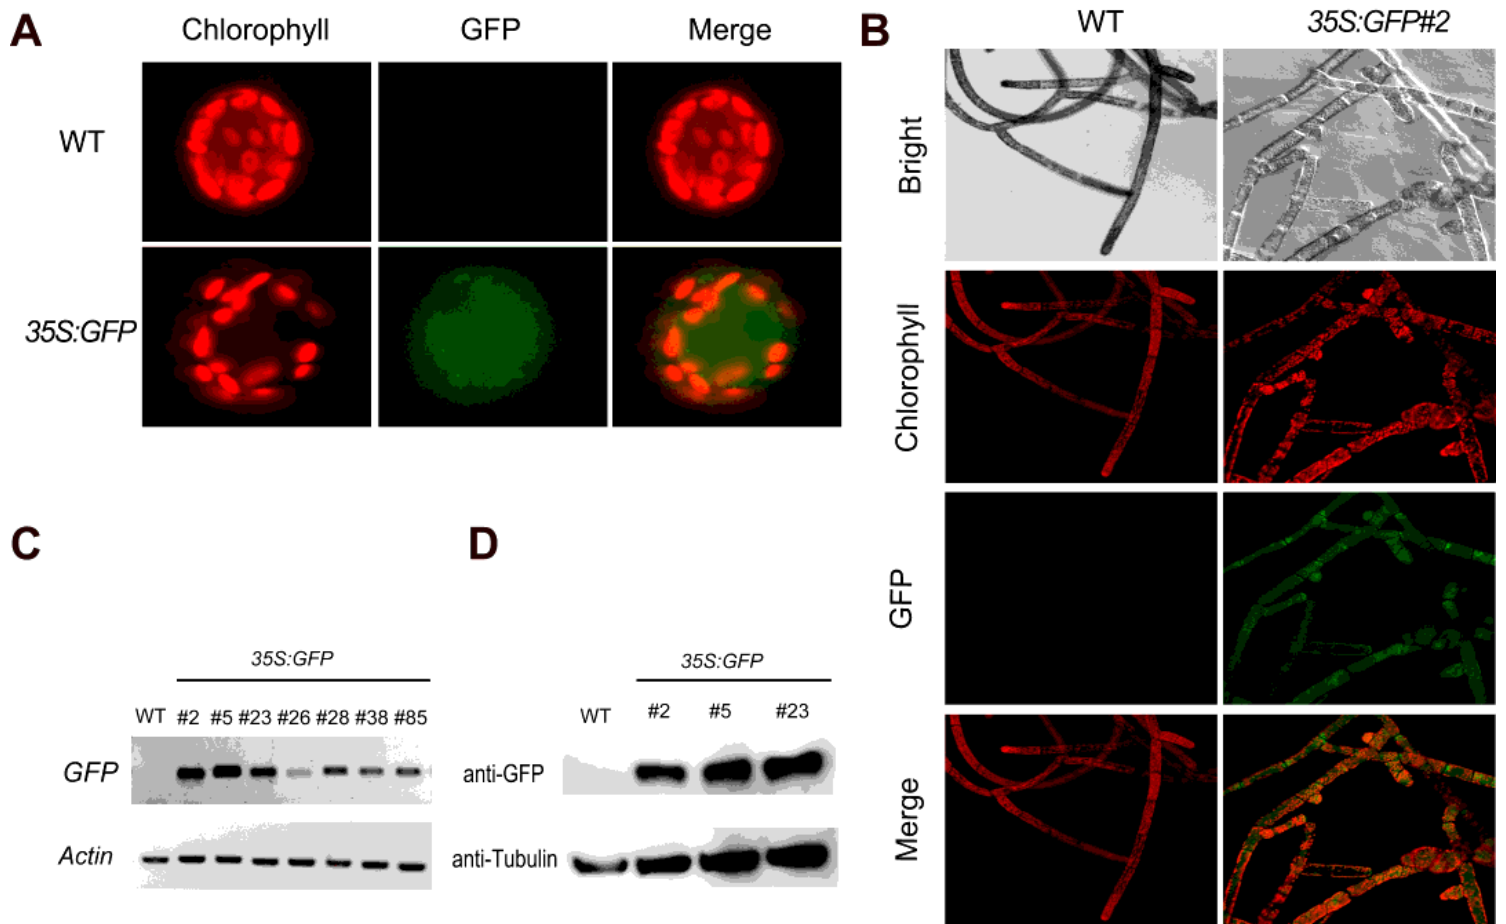 A
Chlorophyll GFP Merge
WT
35S:GFP
B
WT 35S:GFP#2
Bright
Chlorophyll
GFP
Merge
C
35S:GFP
WT #2 #5 #23 #26 #28 #38 #85
GFP
Actin
D
35S:GFP
WT #2 #5 #23
anti-GFP
anti-Tubulin